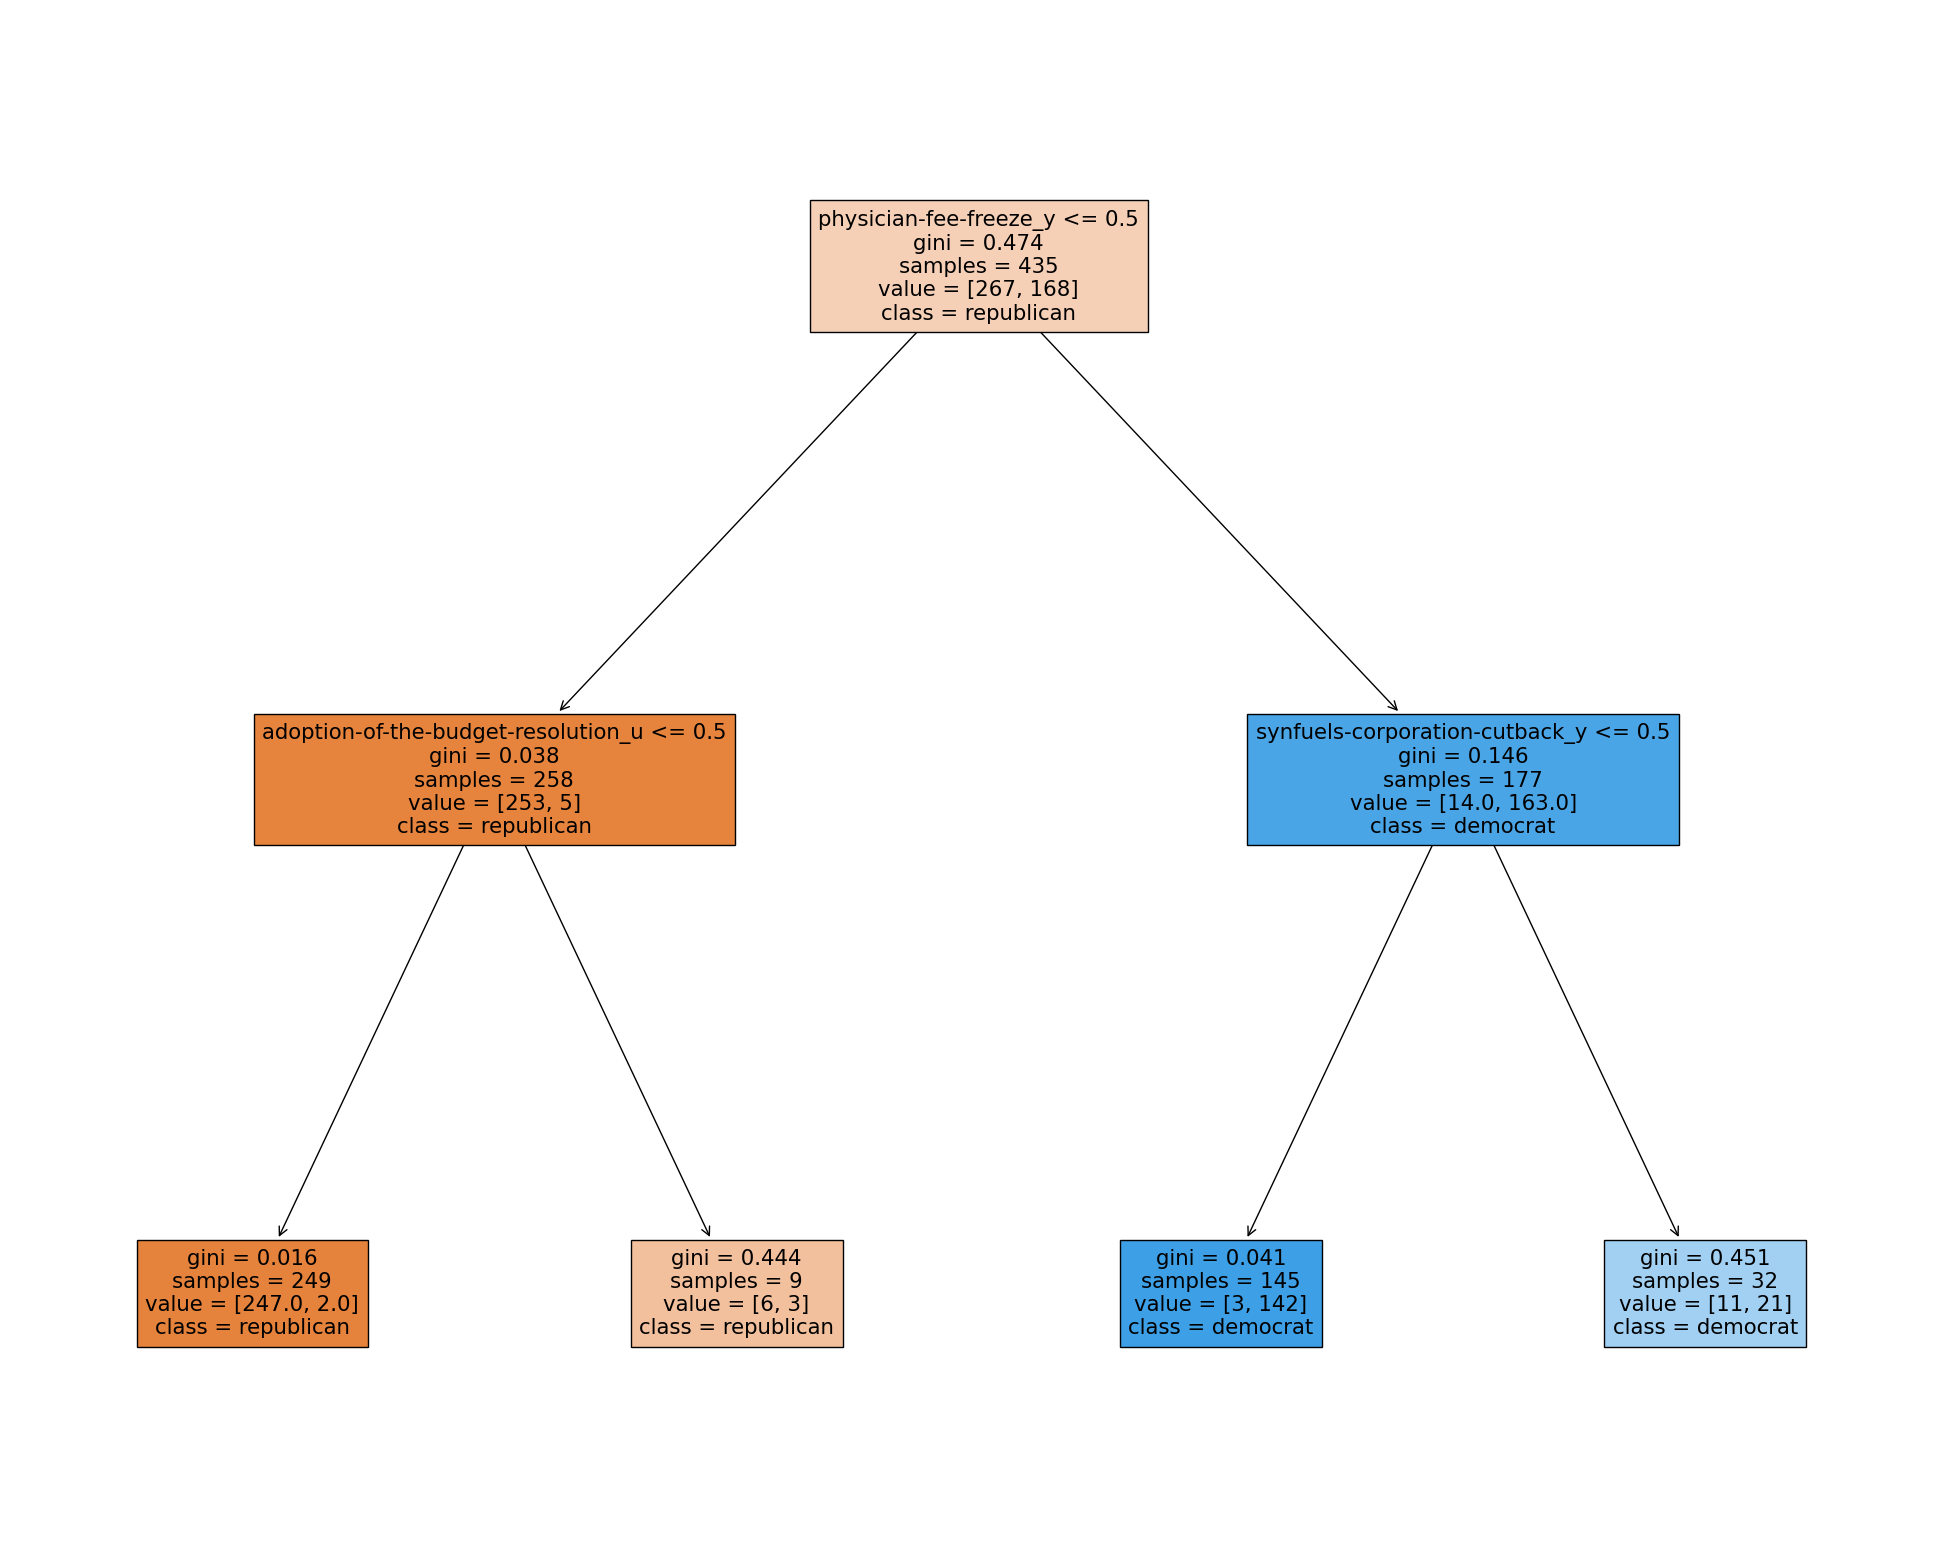 physician-fee-freeze_y <= 0.5
gini = 0.474
samples = 435
value = [267, 168]
class = republican
adoption-of-the-budget-resolution_u <= 0.5
gini = 0.038
samples = 258
value = [253, 5]
class = republican
synfuels-corporation-cutback_y <= 0.5
gini = 0.146
samples = 177
value = [14.0, 163.0]
class = democrat
gini = 0.016
samples = 249
value = [247.0, 2.0]
class = republican
gini = 0.444
samples = 9
value = [6, 3]
class = republican
gini = 0.041
samples = 145
value = [3, 142]
class = democrat
gini = 0.451
samples = 32
value = [11, 21]
class = democrat